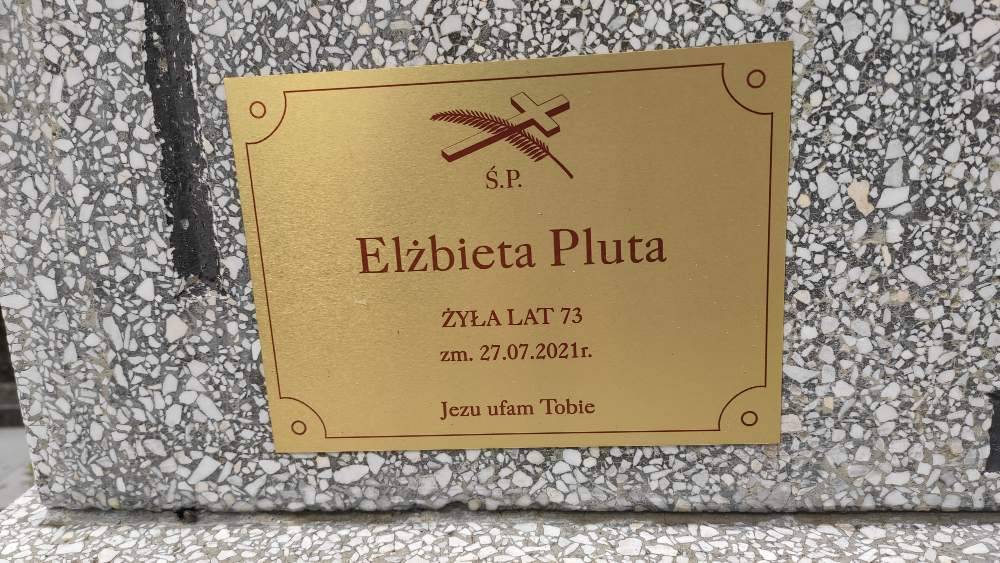 Ś.P.
Elżbieta Pluta
ŻYŁA LAT 73
zm. 27.07.2021r.
Jezu ufam Tobie